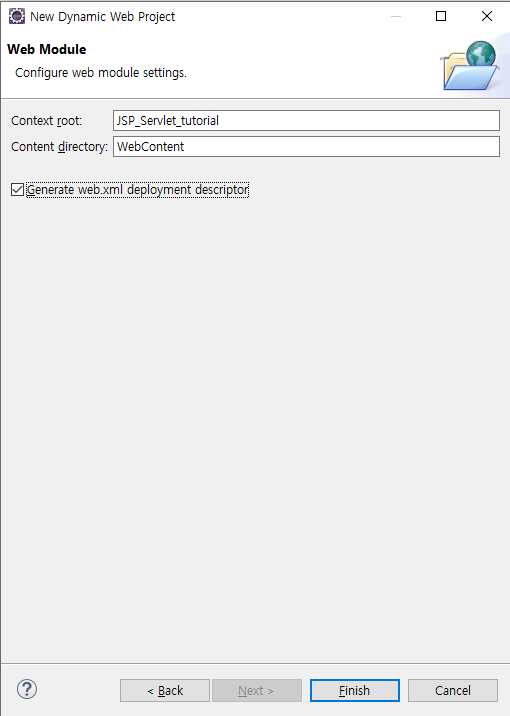 New Dynamic Web Project
Web Module
Configure web module settings.
Context root: JSP_Servlet_tutorial
Content directory: WebContent
Generate web.xml deployment descriptor
? < Back Next > Finish Cancel